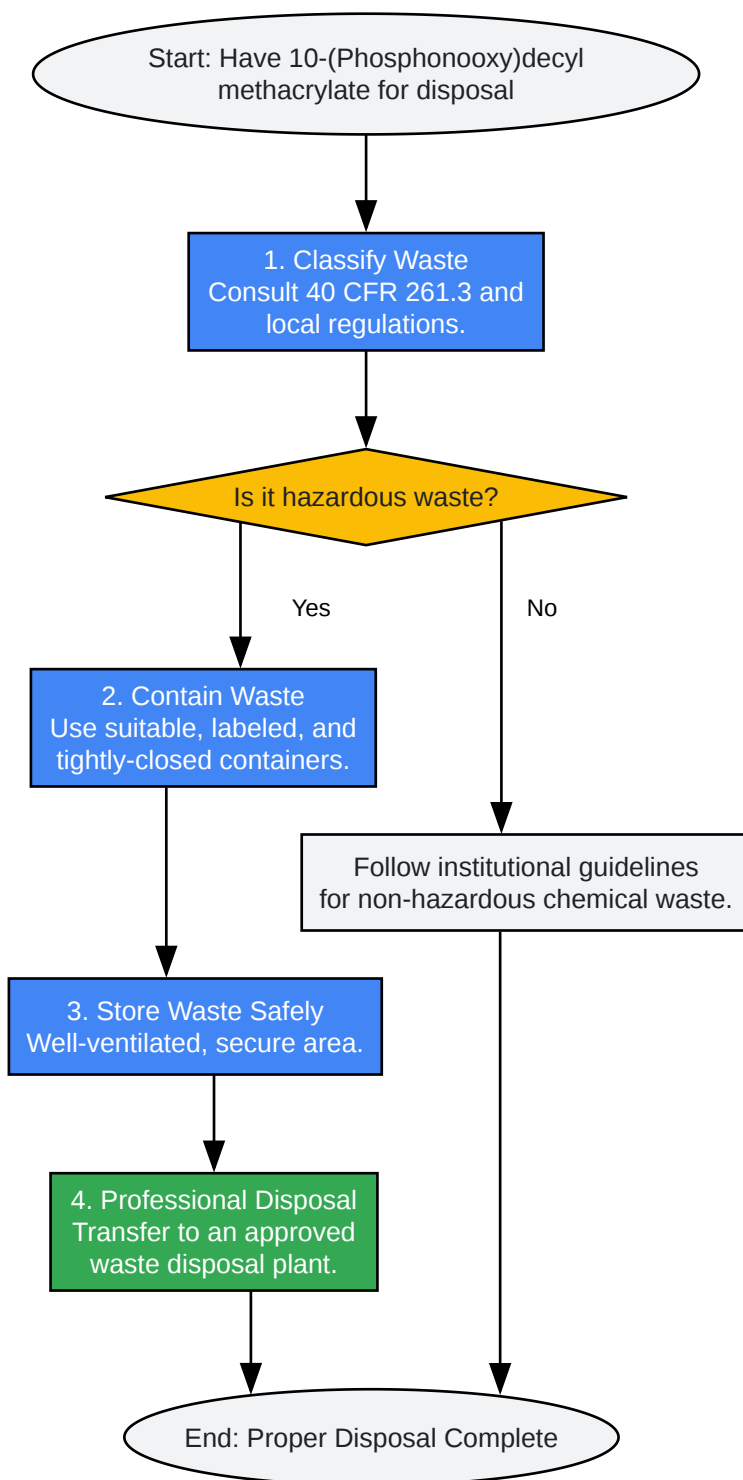 Start: Have 10-(Phosphonooxy)decyl
methacrylate for disposal
1. Classify Waste
Consult 40 CFR 261.3 and
local regulations.
Is it hazardous waste?
Yes
No
2. Contain Waste
Use suitable, labeled, and
tightly-closed containers.
Follow institutional guidelines
for non-hazardous chemical waste.
3. Store Waste Safely
Well-ventilated, secure area.
4. Professional Disposal
Transfer to an approved
waste disposal plant.
End: Proper Disposal Complete